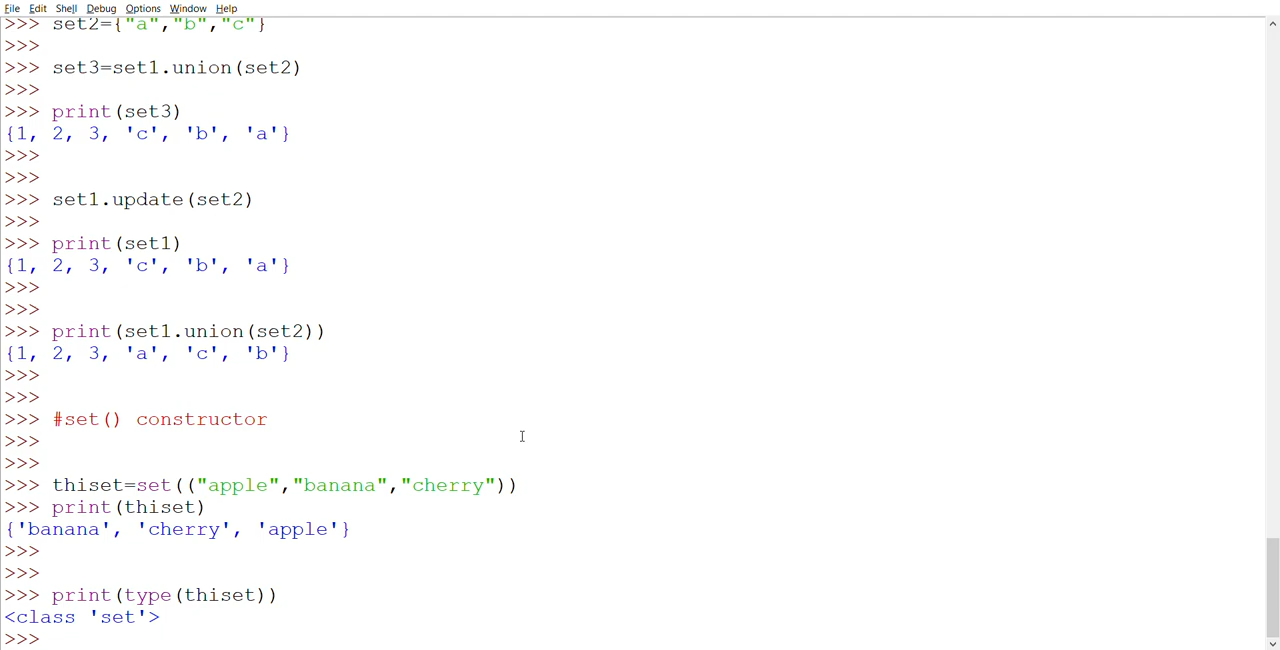 File Edit Shell Debug Options Window Help
>>> set2={"a","b","c"}
>>>
>>> set3=set1.union(set2)
>>>
>>> print(set3)
{1, 2, 3, 'c', 'b', 'a'}
>>>
>>>
>>> set1.update(set2)
>>>
>>> print(set1)
{1, 2, 3, 'c', 'b', 'a'}
>>>
>>>
>>> print(set1.union(set2))
{1, 2, 3, 'a', 'c', 'b'}
>>>
>>>
>>> #set() constructor
>>>
>>>
>>> thiset=set(("apple","banana","cherry"))
>>> print(thiset)
{'banana', 'cherry', 'apple'}
>>>
>>>
>>> print(type(thiset))
<class 'set'>
>>>